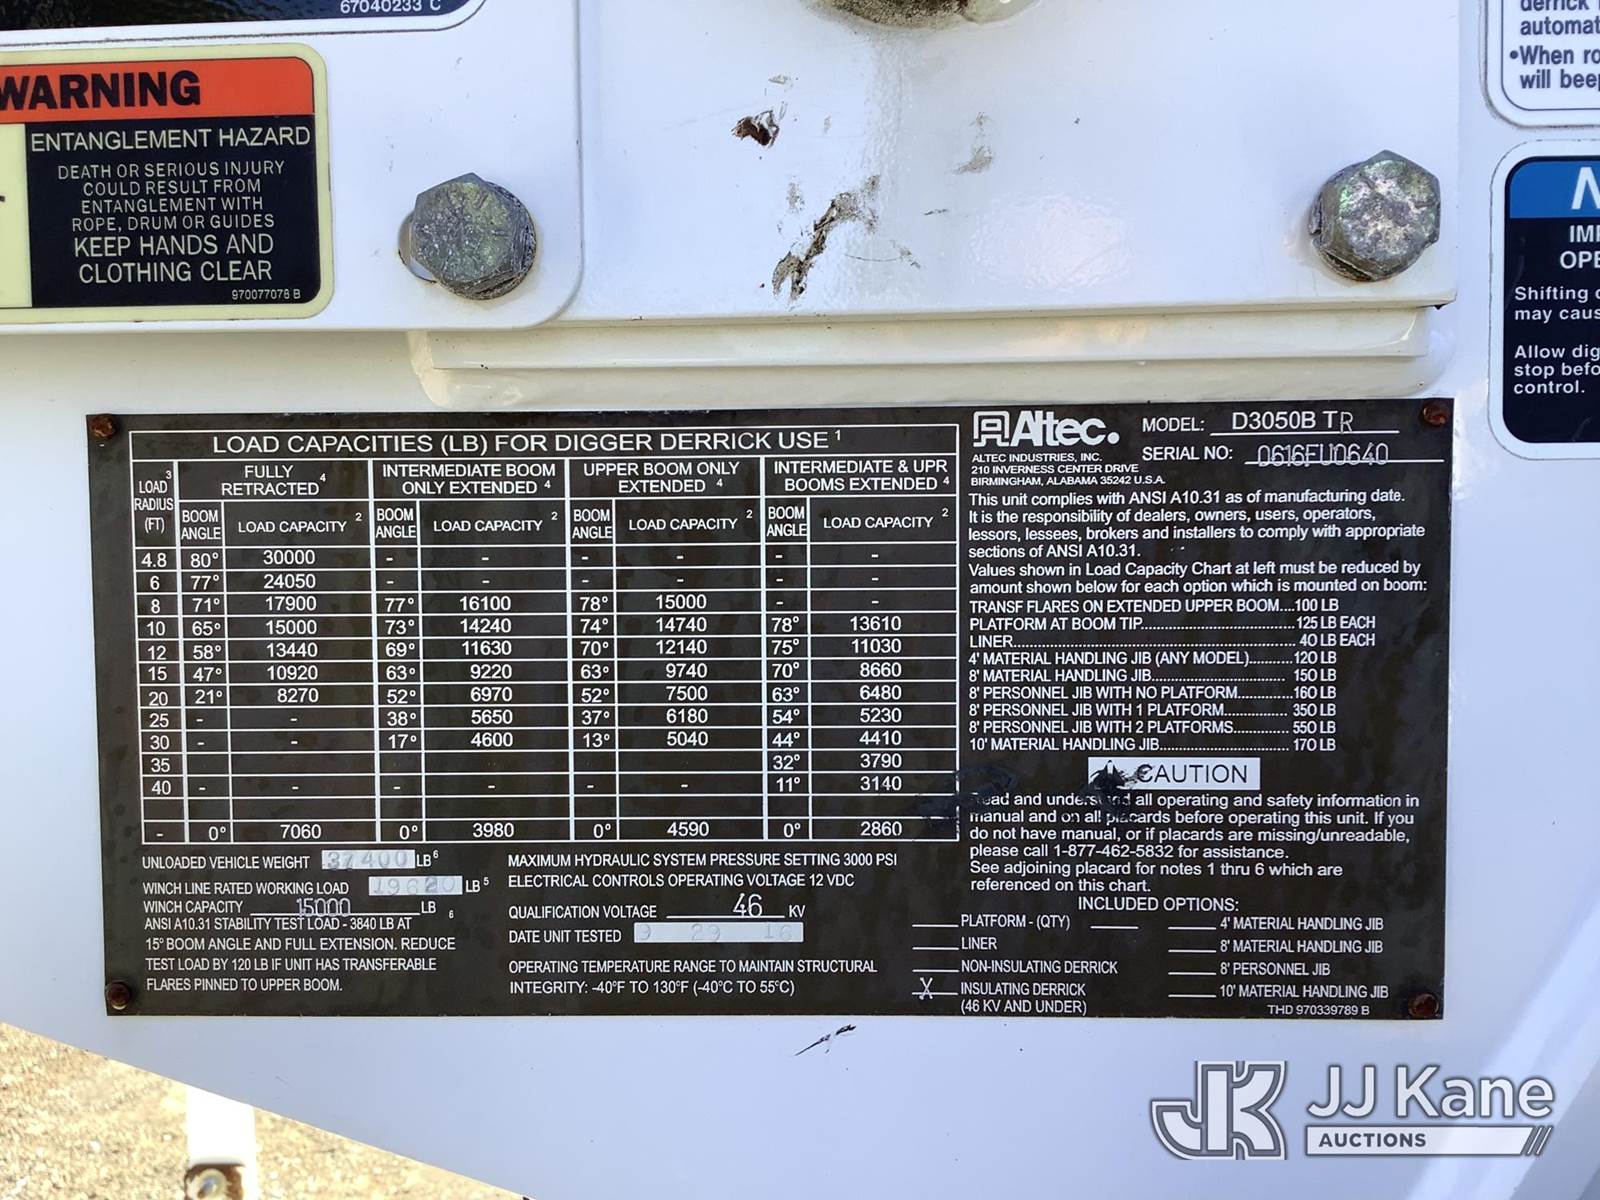 67040233 C
WARNING
ENTANGLEMENT HAZARD
DEATH OR SERIOUS INJURY
COULD RESULT FROM
ENTANGLEMENT WITH
ROPE, DRUM OR GUIDES
KEEP HANDS AND
CLOTHING CLEAR
970077078 B
derrick
automat
•When ro
will beep
IMP
OPE
Shifting
may caus
Allow dig
stop befo
control.
LOAD CAPACITIES (LB) FOR DIGGER DERRICK USE 1
LOAD 3 RADIUS (FT) FULLY RETRACTED 4 INTERMEDIATE BOOM ONLY EXTENDED 4 UPPER BOOM ONLY EXTENDED 4 INTERMEDIATE & UPR BOOMS EXTENDED 4
BOOM ANGLE LOAD CAPACITY 2 BOOM ANGLE LOAD CAPACITY 2 BOOM ANGLE LOAD CAPACITY 2 BOOM ANGLE LOAD CAPACITY 2
4.8 80° 30000 - - - - - -
6 77° 24050 - - - - - -
8 71° 17900 77° 16100 78° 15000 - -
10 65° 15000 73° 14240 74° 14740 78° 13610
12 58° 13440 69° 11630 70° 12140 75° 11030
15 47° 10920 63° 9220 63° 9740 70° 8660
20 21° 8270 52° 6970 52° 7500 63° 6480
25 - - 38° 5650 37° 6180 54° 5230
30 - - 17° 4600 13° 5040 44° 4410
35 32° 3790
40 - - - - - - 11° 3140
- 0° 7060 0° 3980 0° 4590 0° 2860
UNLOADED VEHICLE WEIGHT 37400 LB 6
WINCH LINE RATED WORKING LOAD 19620 LB 5
WINCH CAPACITY 15000 LB
ANSI A10.31 STABILITY TEST LOAD - 3840 LB AT 6
15° BOOM ANGLE AND FULL EXTENSION. REDUCE
TEST LOAD BY 120 LB IF UNIT HAS TRANSFERABLE
FLARES PINNED TO UPPER BOOM.
MAXIMUM HYDRAULIC SYSTEM PRESSURE SETTING 3000 PSI
ELECTRICAL CONTROLS OPERATING VOLTAGE 12 VDC
QUALIFICATION VOLTAGE 46 KV
DATE UNIT TESTED 9 29 16
OPERATING TEMPERATURE RANGE TO MAINTAIN STRUCTURAL
INTEGRITY: -40°F TO 130°F (-40°C TO 55°C)
Altec.
ALTEC INDUSTRIES, INC.
210 INVERNESS CENTER DRIVE
BIRMINGHAM, ALABAMA 35242 U.S.A.
MODEL: D3050B TR
SERIAL NO: 0616FU0640
This unit complies with ANSI A10.31 as of manufacturing date.
It is the responsibility of dealers, owners, users, operators,
lessors, lessees, brokers and installers to comply with appropriate
sections of ANSI A10.31.
Values shown in Load Capacity Chart at left must be reduced by
amount shown below for each option which is mounted on boom:
TRANSF FLARES ON EXTENDED UPPER BOOM....100 LB
PLATFORM AT BOOM TIP....125 LB EACH
LINER....40 LB EACH
4' MATERIAL HANDLING JIB (ANY MODEL)....120 LB
8' MATERIAL HANDLING JIB....150 LB
8' PERSONNEL JIB WITH NO PLATFORM....160 LB
8' PERSONNEL JIB WITH 1 PLATFORM....350 LB
8' PERSONNEL JIB WITH 2 PLATFORMS....550 LB
10' MATERIAL HANDLING JIB....170 LB
CAUTION
Read and understand all operating and safety information in
manual and on all placards before operating this unit. If you
do not have manual, or if placards are missing/unreadable,
please call 1-877-462-5832 for assistance.
See adjoining placard for notes 1 thru 6 which are
referenced on this chart.
INCLUDED OPTIONS:
PLATFORM - (QTY)
LINER
NON-INSULATING DERRICK
X INSULATING DERRICK
(46 KV AND UNDER)
4' MATERIAL HANDLING JIB
8' MATERIAL HANDLING JIB
8' PERSONNEL JIB
10' MATERIAL HANDLING JIB
THD 970339789 B
JK JJ Kane
AUCTIONS